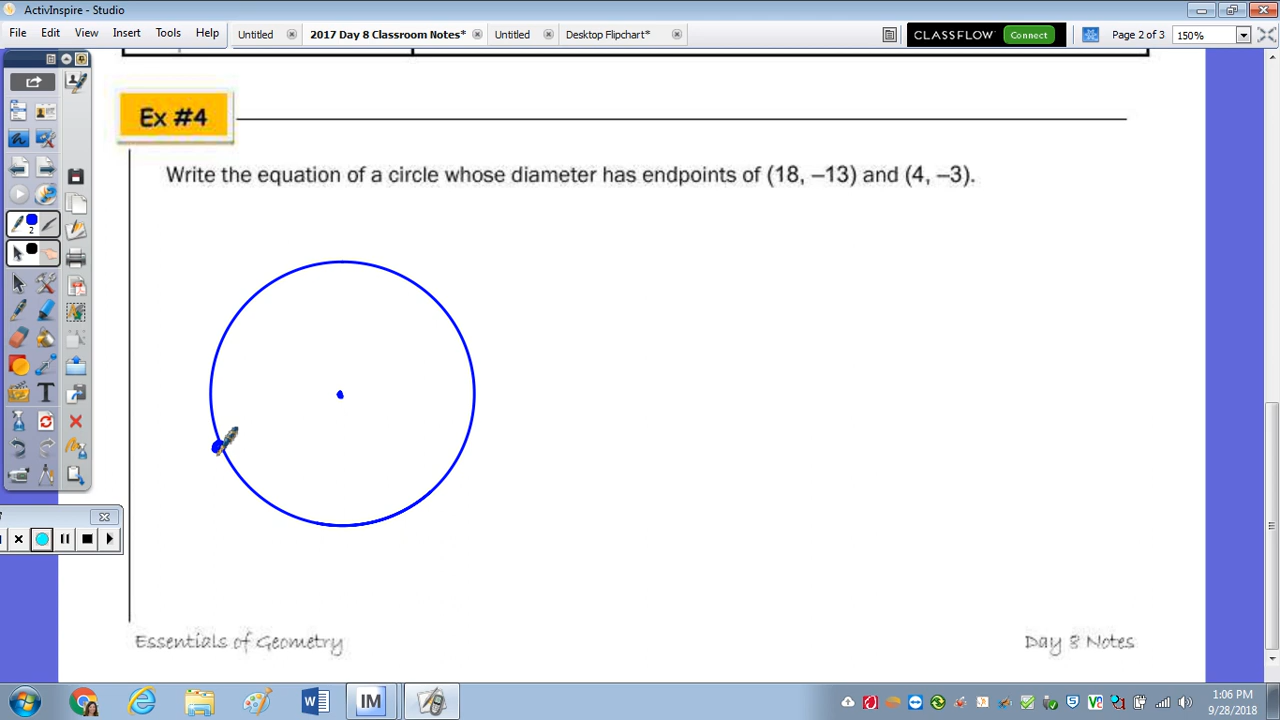 ActivInspire - Studio
File Edit View Insert Tools Help
Untitled
2017 Day 8 Classroom Notes*
Untitled
Desktop Flipchart*
CLASSFLOW Connect
Page 2 of 3
150%
Ex #4
Write the equation of a circle whose diameter has endpoints of (18, –13) and (4, –3).
2
T
Essentials of Geometry
Day 8 Notes
W
IM
1:06 PM
9/28/2018